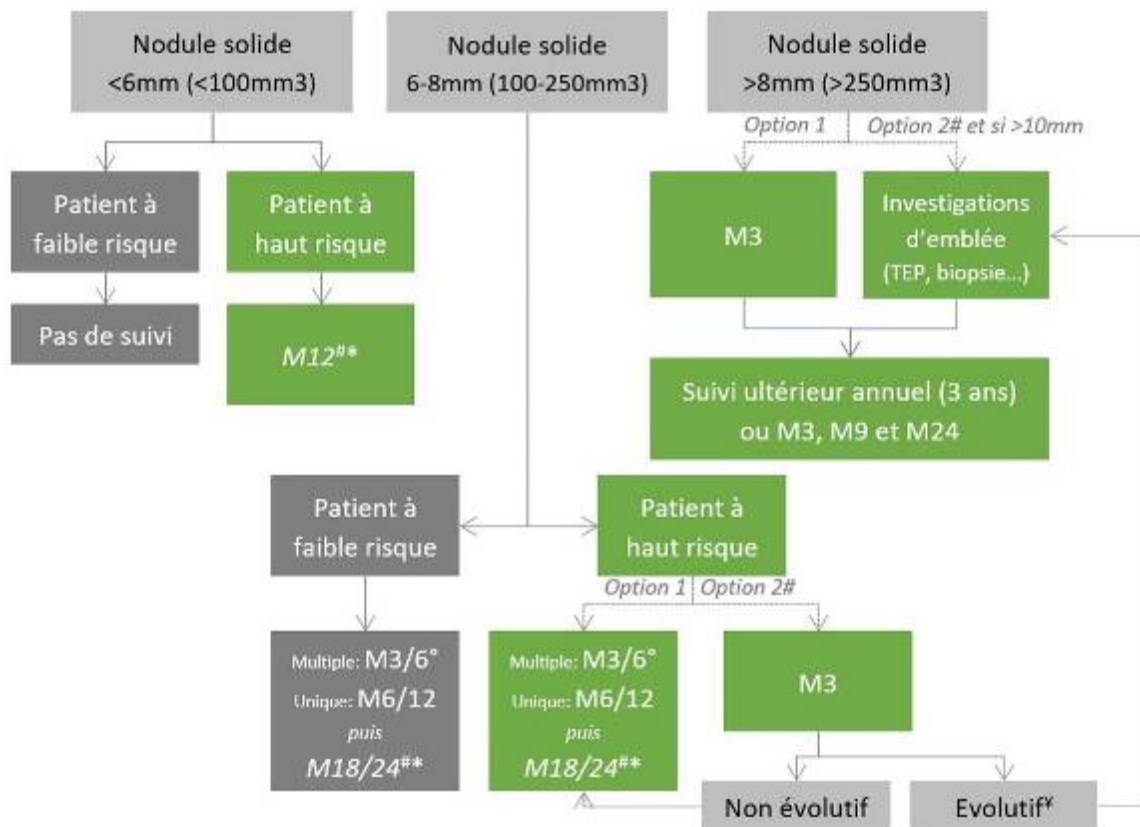 Nodule solide
<6mm (<100mm3)
Nodule solide
6-8mm (100-250mm3)
Nodule solide
>8mm (>250mm3)
Option 1
Option 2# et si >10mm
Patient à
faible risque
Patient à
haut risque
M3
Investigations
d'emblée
(TEP, biopsie...)
Pas de suivi
M12#*
Suivi ultérieur annuel (3 ans)
ou M3, M9 et M24
Patient à
faible risque
Patient à
haut risque
Option 1
Option 2#
Multiple: M3/6°
Unique: M6/12
puis
M18/24#*
Multiple: M3/6°
Unique: M6/12
puis
M18/24#*
M3
Non évolutif
Evolutif¥